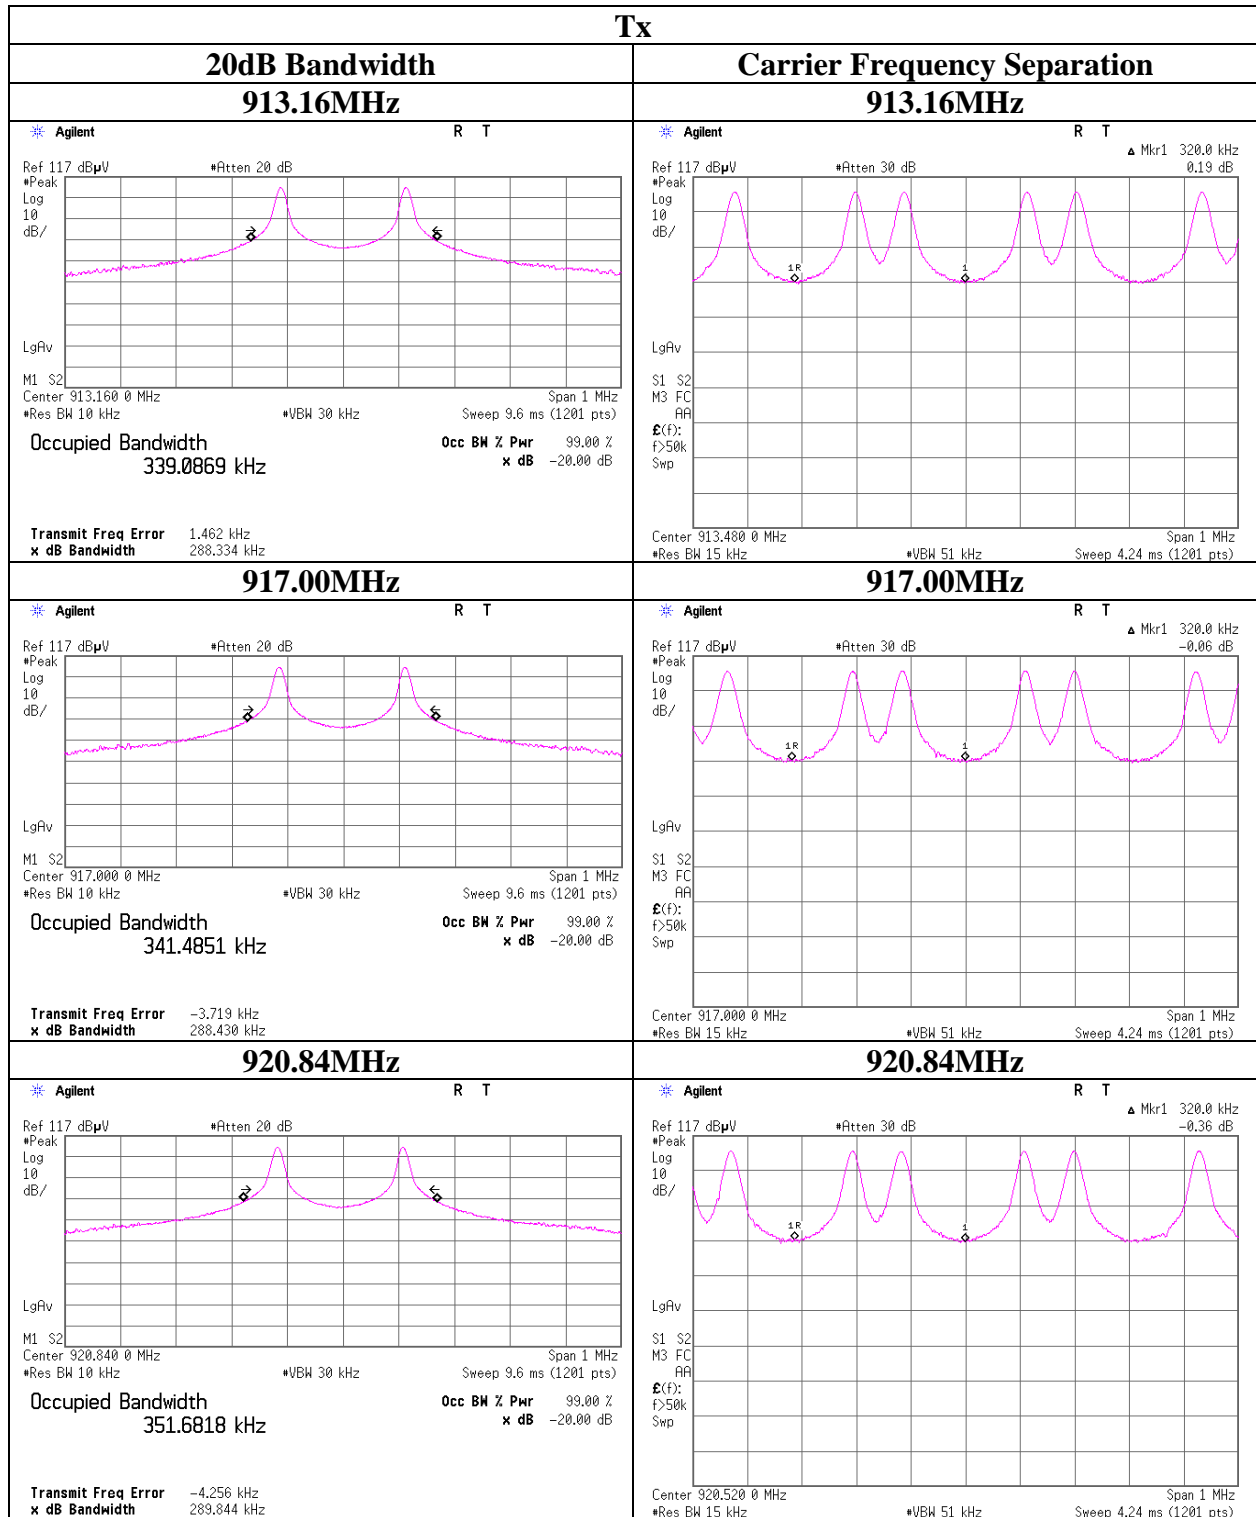 Tx
20dB Bandwidth
Carrier Frequency Separation
913.16MHz
913.16MHz
Agilent
R T
Ref 117 dBµV
#Atten 20 dB
#Peak
Log
10
dB/
LgAv
M1 S2
Center 913.160 0 MHz
Span 1 MHz
#Res BW 10 kHz
#VBW 30 kHz
Sweep 9.6 ms (1201 pts)
Occupied Bandwidth
339.0869 kHz
Occ BW % Pwr 99.00 %
x dB -20.00 dB
Transmit Freq Error 1.462 kHz
x dB Bandwidth 288.334 kHz
Agilent
R T
Δ Mkr1 320.0 kHz
Ref 117 dBµV
#Atten 30 dB
0.19 dB
#Peak
Log
10
dB/
1R
1
LgAv
S1 S2
M3 FC
AA
£(f):
f>50k
Swp
Center 913.480 0 MHz
Span 1 MHz
#Res BW 15 kHz
#VBW 51 kHz
Sweep 4.24 ms (1201 pts)
917.00MHz
917.00MHz
Agilent
R T
Ref 117 dBµV
#Atten 20 dB
#Peak
Log
10
dB/
LgAv
M1 S2
Center 917.000 0 MHz
Span 1 MHz
#Res BW 10 kHz
#VBW 30 kHz
Sweep 9.6 ms (1201 pts)
Occupied Bandwidth
341.4851 kHz
Occ BW % Pwr 99.00 %
x dB -20.00 dB
Transmit Freq Error -3.719 kHz
x dB Bandwidth 288.430 kHz
Agilent
R T
Δ Mkr1 320.0 kHz
Ref 117 dBµV
#Atten 30 dB
-0.06 dB
#Peak
Log
10
dB/
1R
1
LgAv
S1 S2
M3 FC
AA
£(f):
f>50k
Swp
Center 917.000 0 MHz
Span 1 MHz
#Res BW 15 kHz
#VBW 51 kHz
Sweep 4.24 ms (1201 pts)
920.84MHz
920.84MHz
Agilent
R T
Ref 117 dBµV
#Atten 20 dB
#Peak
Log
10
dB/
LgAv
M1 S2
Center 920.840 0 MHz
Span 1 MHz
#Res BW 10 kHz
#VBW 30 kHz
Sweep 9.6 ms (1201 pts)
Occupied Bandwidth
351.6818 kHz
Occ BW % Pwr 99.00 %
x dB -20.00 dB
Transmit Freq Error -4.256 kHz
x dB Bandwidth 289.844 kHz
Agilent
R T
Δ Mkr1 320.0 kHz
Ref 117 dBµV
#Atten 30 dB
-0.36 dB
#Peak
Log
10
dB/
1R
1
LgAv
S1 S2
M3 FC
AA
£(f):
f>50k
Swp
Center 920.520 0 MHz
Span 1 MHz
#Res BW 15 kHz
#VBW 51 kHz
Sweep 4.24 ms (1201 pts)